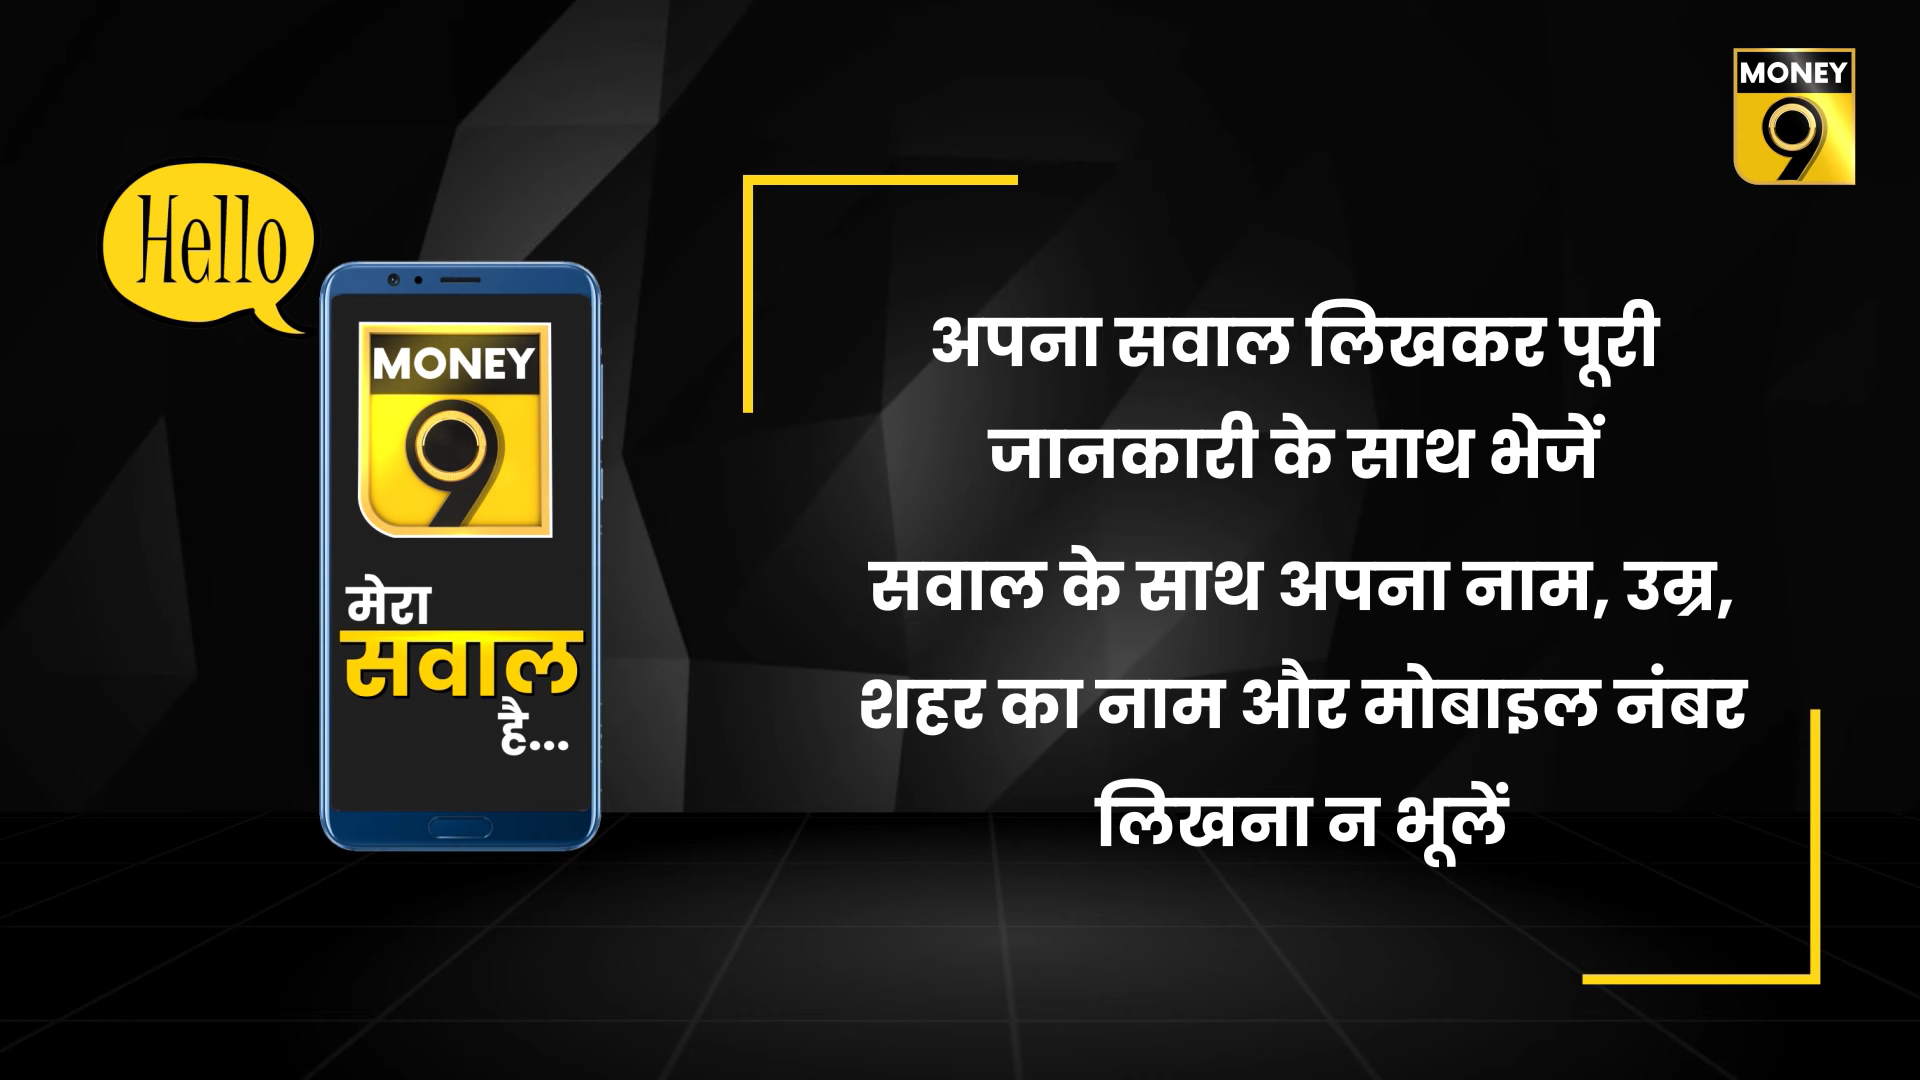 MONEY
9
Hello
MONEY
9
मेरा
सवाल
है...
अपना सवाल लिखकर पूरी
जानकारी के साथ भेजें
सवाल के साथ अपना नाम, उम्र,
शहर का नाम और मोबाइल नंबर
लिखना न भूलें